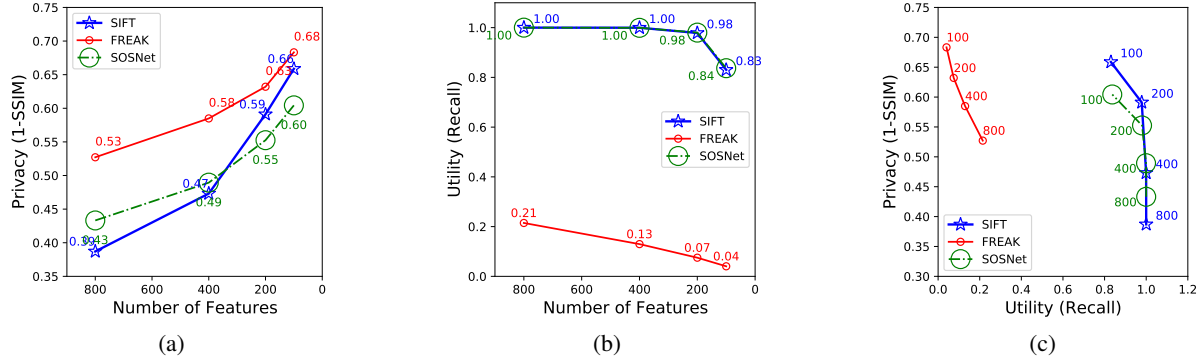 0.75
0.70
0.65
0.60
0.55
0.50
0.45
0.40
0.35
Privacy (1-SSIM)
SIFT
FREAK
SOSNet
0.39
0.47
0.59
0.66
0.53
0.58
0.63
0.68
0.43
0.49
0.55
0.60
800 600 400 200 0
Number of Features
(a)
1.0
0.8
0.6
0.4
0.2
0.0
Utility (Recall)
1.00 1.00 0.98 0.83
1.00 1.00 0.98 0.84
SIFT
FREAK
SOSNet
0.21 0.13 0.07 0.04
800 600 400 200 0
Number of Features
(b)
0.75
0.70
0.65
0.60
0.55
0.50
0.45
0.40
0.35
0.30
Privacy (1-SSIM)
100
200
400
800
100
200
400
800
100
200
400
800
SIFT
FREAK
SOSNet
0.0 0.2 0.4 0.6 0.8 1.0 1.2
Utility (Recall)
(c)